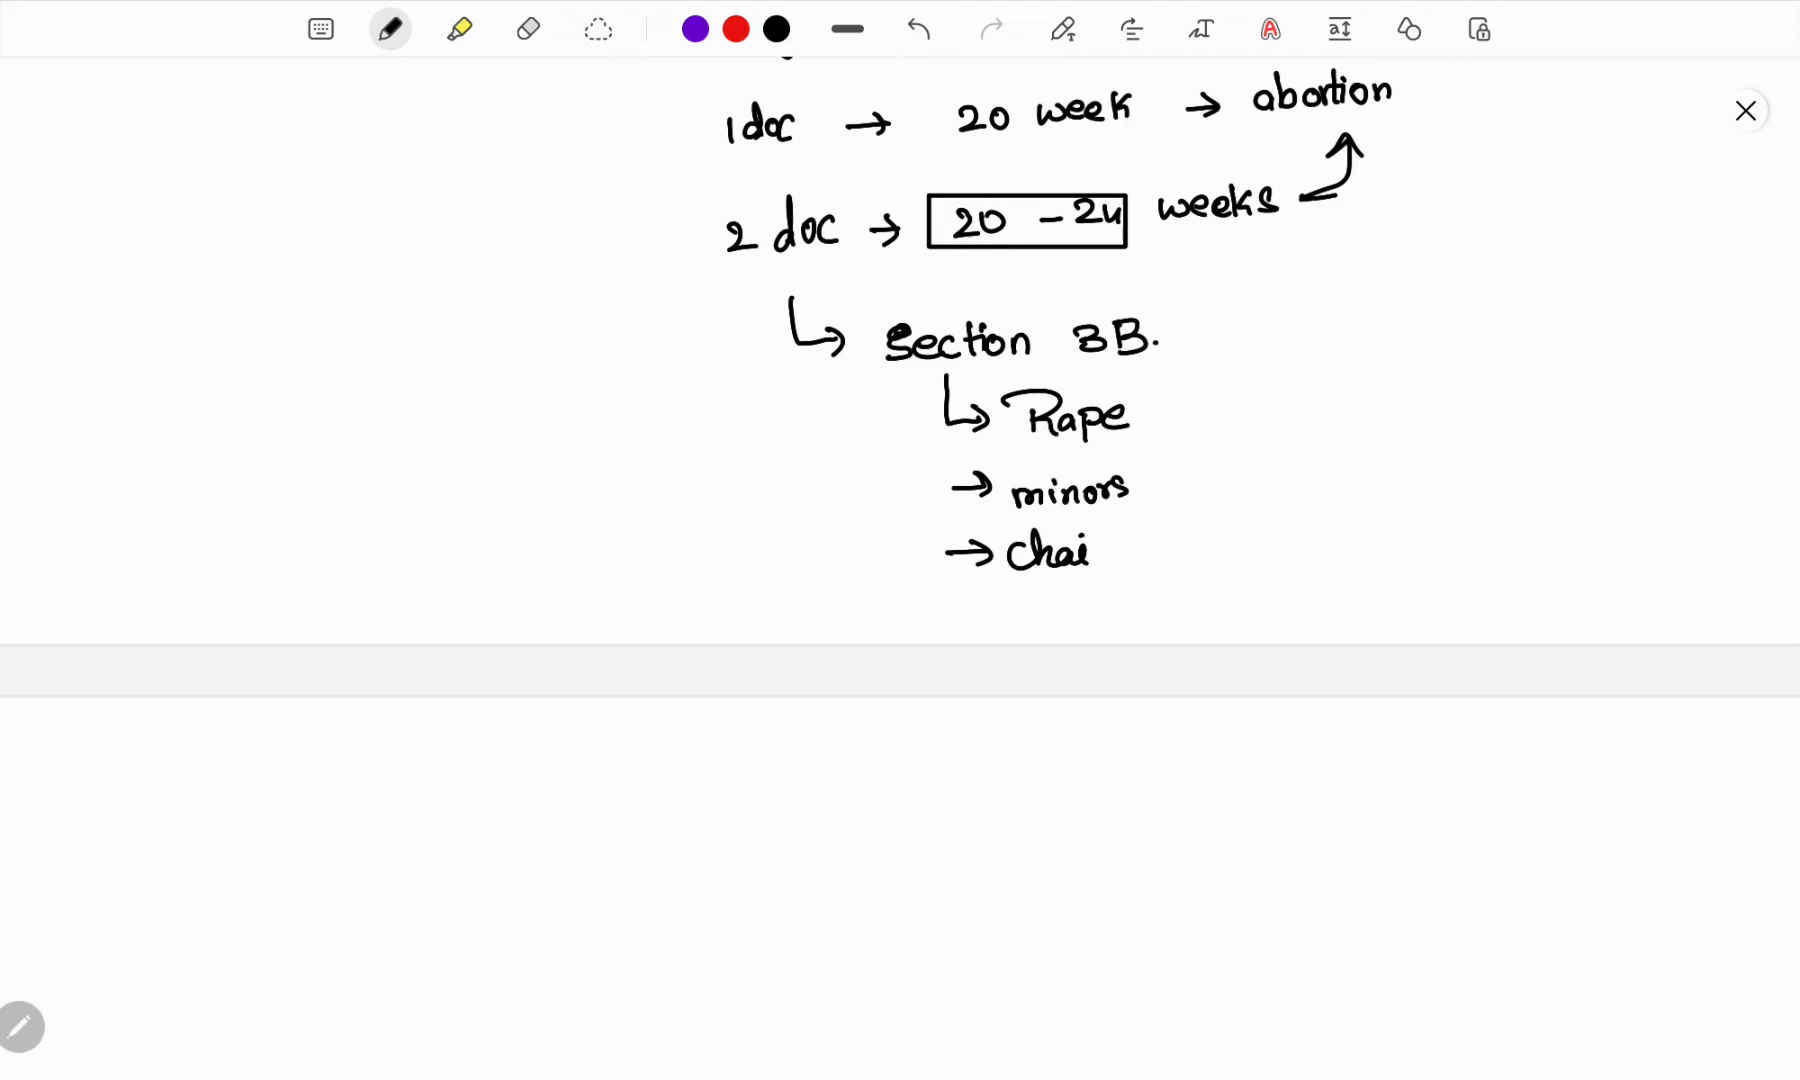 1 doc → 20 week → abortion
2 doc → 20 - 24 weeks
section 3B.
Rape
→ minors
→ chai